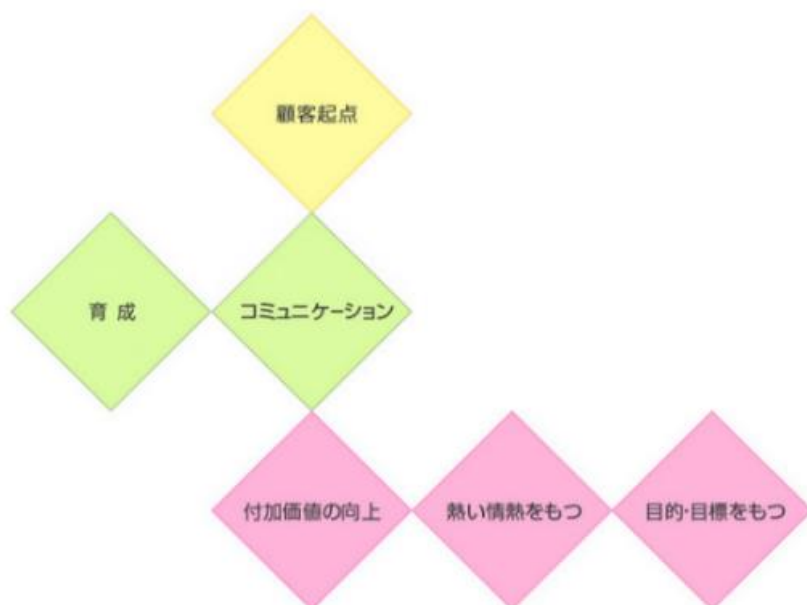 顧客起点
育成
コミュニケーション
付加価値の向上
熱い情熱をもつ
目的・目標をもつ